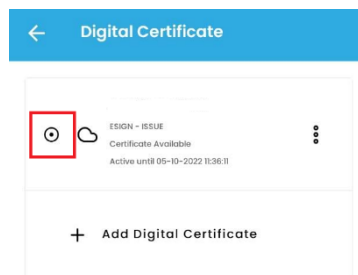 Digital Certificate
ESIGN - ISSUE
Certificate Available
Active until 05-10-2022 11:36:11
+ Add Digital Certificate